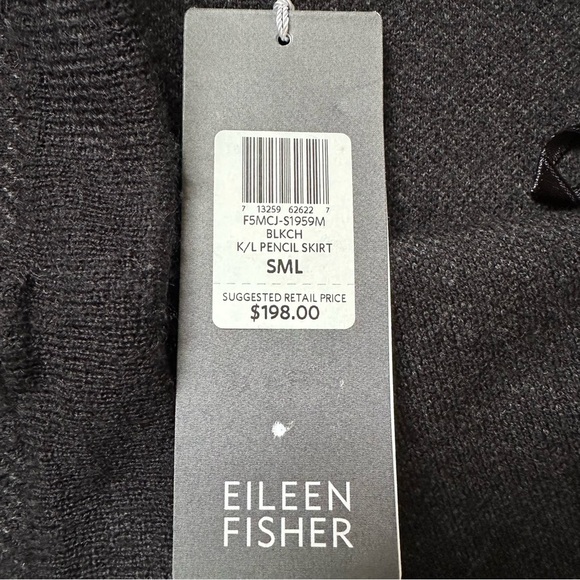 7 13259 62622 7
F5MCJ-S1959M
BLKCH
K/L PENCIL SKIRT
SML
SUGGESTED RETAIL PRICE
$198.00
EILEEN
FISHER